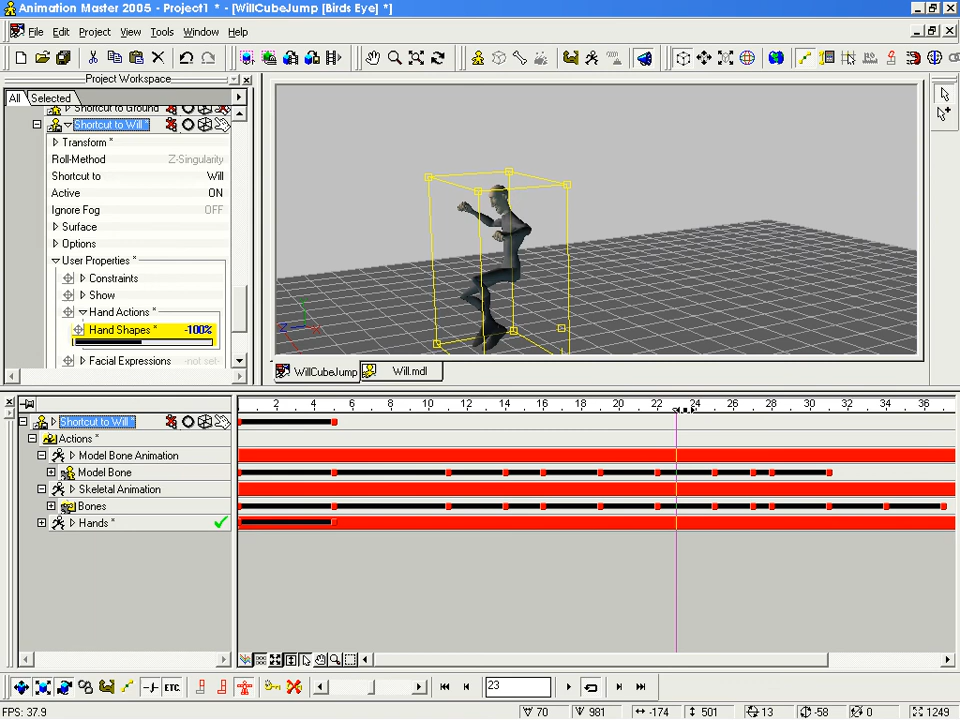 Animation Master 2005 - Project1 * - [WillCubeJump [Birds Eye] *]
File Edit Project View Tools Window Help
Project Workspace
All Selected
Shortcut to Ground
Shortcut to Will *
Transform *
Roll-Method Z-Singularity
Shortcut to Will
Active ON
Ignore Fog OFF
Surface
Options
User Properties *
Constraints
Show
Hand Actions *
Hand Shapes * -100%
Facial Expressions -not set-
WillCubeJump Will.mdl
2 4 6 8 10 12 14 16 18 20 22 24 26 28 30 32 34 36
Shortcut to Will *
Actions *
Model Bone Animation
Model Bone
Skeletal Animation
Bones
Hands *
ETC. 23
FPS: 37.9 70 981 -174 501 13 -58 0 1249